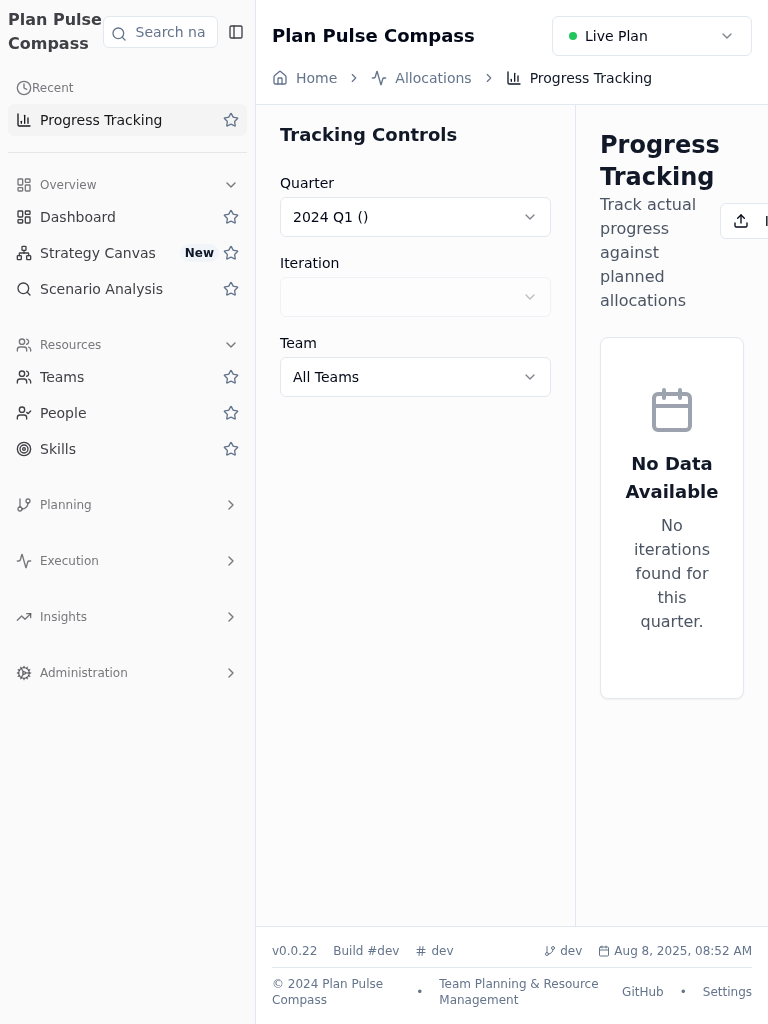 Plan Pulse
Compass
Search na
Recent
Progress Tracking
Overview
Dashboard
Strategy Canvas New
Scenario Analysis
Resources
Teams
People
Skills
Planning
Execution
Insights
Administration
Plan Pulse Compass
Live Plan
Home
Allocations
Progress Tracking
Tracking Controls
Quarter
2024 Q1 ()
Iteration
Team
All Teams
Progress
Tracking
Track actual
progress
against
planned
allocations
No Data
Available
No
iterations
found for
this
quarter.
v0.0.22 Build #dev dev
dev Aug 8, 2025, 08:52 AM
© 2024 Plan Pulse
Compass
•
Team Planning & Resource
Management
GitHub • Settings